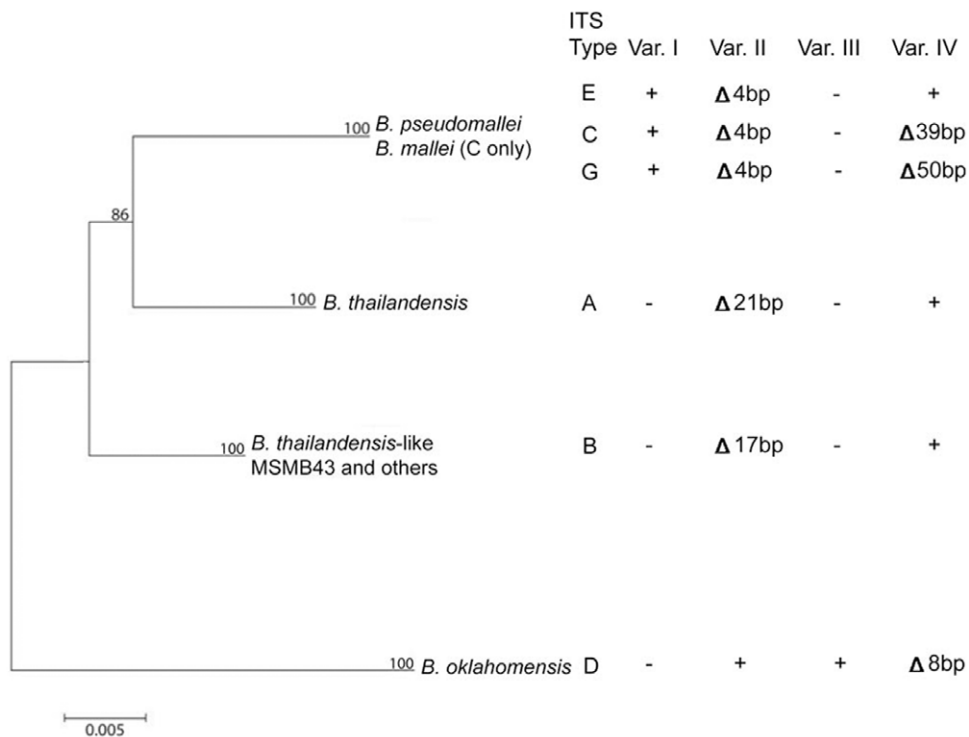 ITS
Type Var. I Var. II Var. III Var. IV
E + Δ4bp - +
100 B. pseudomallei C + Δ4bp - Δ39bp
B. mallei (C only)
G + Δ4bp - Δ50bp
86
100 B. thailandensis A - Δ21bp - +
100 B. thailandensis-like B - Δ17bp - +
MSMB43 and others
100 B. oklahomensis D - + + Δ8bp
0.005